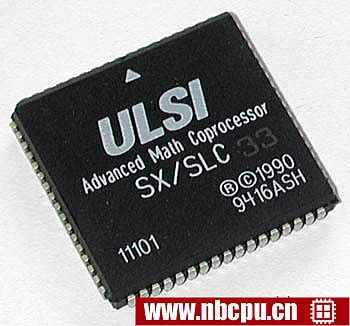 ULSI
Advanced Math Coprocessor
SX/SLC 33
®©1990
9416ASH
11101
www.nbcpu.cn